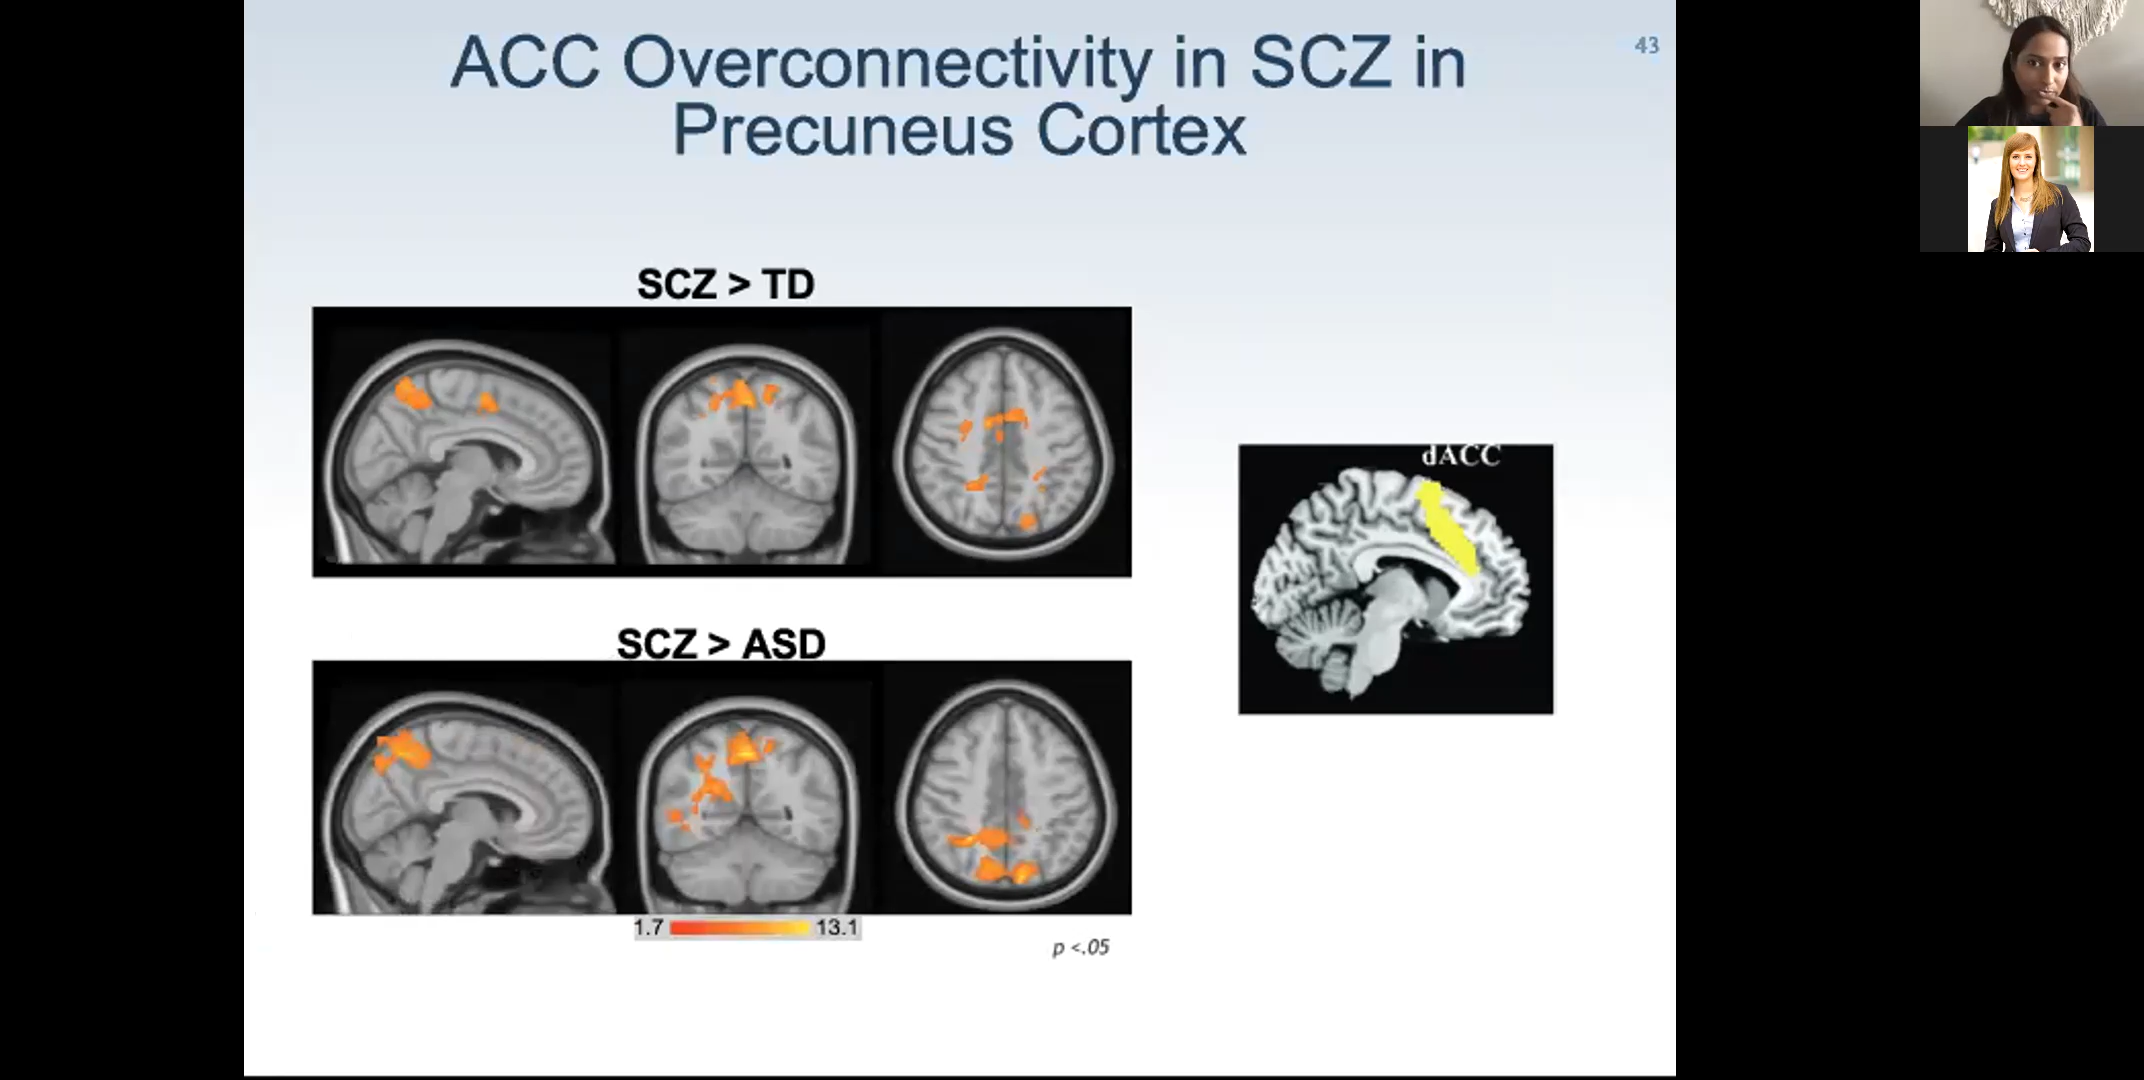 ACC Overconnectivity in SCZ in
Precuneus Cortex
43
SCZ > TD
dACC
SCZ > ASD
1.7
13.1
p <.05